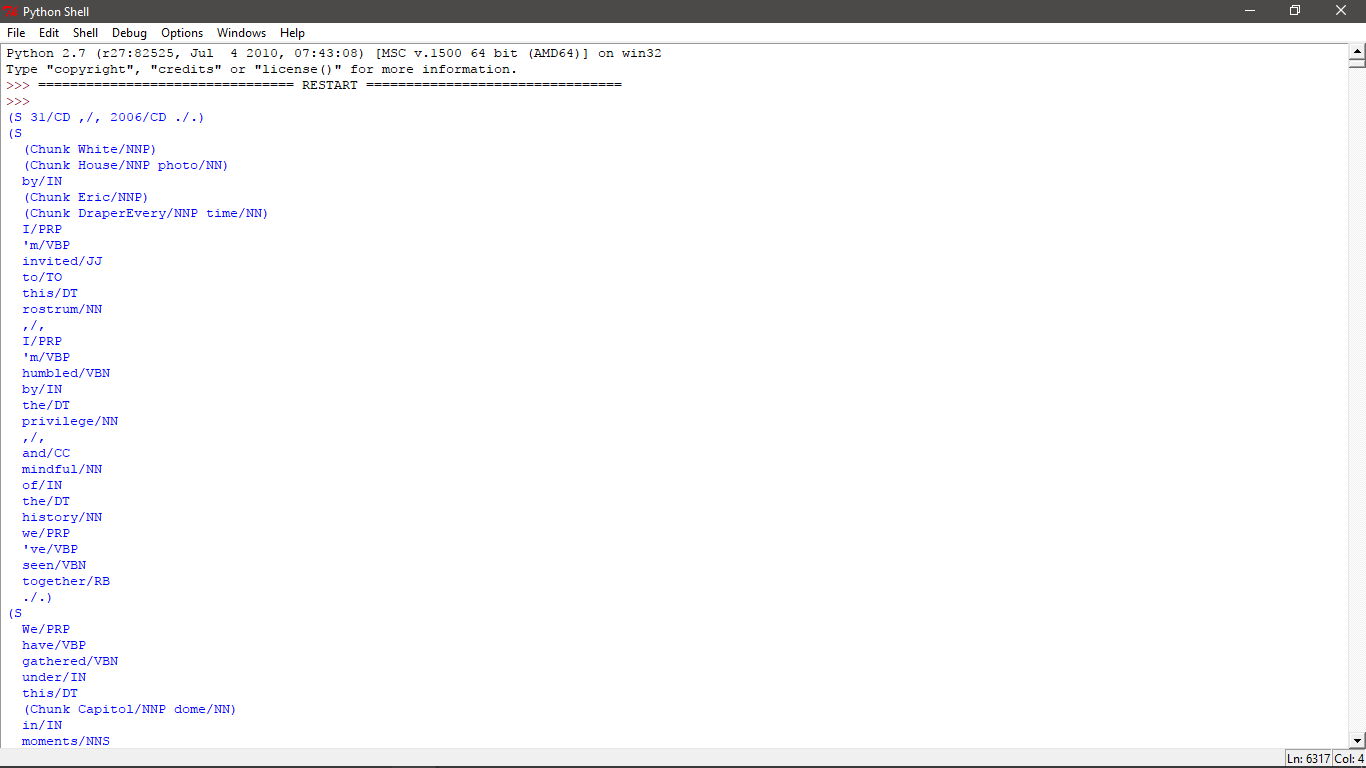 Python Shell
File Edit Shell Debug Options Windows Help
Python 2.7 (r27:82525, Jul  4 2010, 07:43:08) [MSC v.1500 64 bit (AMD64)] on win32
Type "copyright", "credits" or "license()" for more information.
>>> ================================ RESTART ================================
>>>
(S 31/CD ,/, 2006/CD ./.)
(S
  (Chunk White/NNP)
  (Chunk House/NNP photo/NN)
  by/IN
  (Chunk Eric/NNP)
  (Chunk DraperEvery/NNP time/NN)
  I/PRP
  'm/VBP
  invited/JJ
  to/TO
  this/DT
  rostrum/NN
  ,/,
  I/PRP
  'm/VBP
  humbled/VBN
  by/IN
  the/DT
  privilege/NN
  ,/,
  and/CC
  mindful/NN
  of/IN
  the/DT
  history/NN
  we/PRP
  've/VBP
  seen/VBN
  together/RB
  ./.)
(S
  We/PRP
  have/VBP
  gathered/VBN
  under/IN
  this/DT
  (Chunk Capitol/NNP dome/NN)
  in/IN
  moments/NNS
Ln: 6317 Col: 4